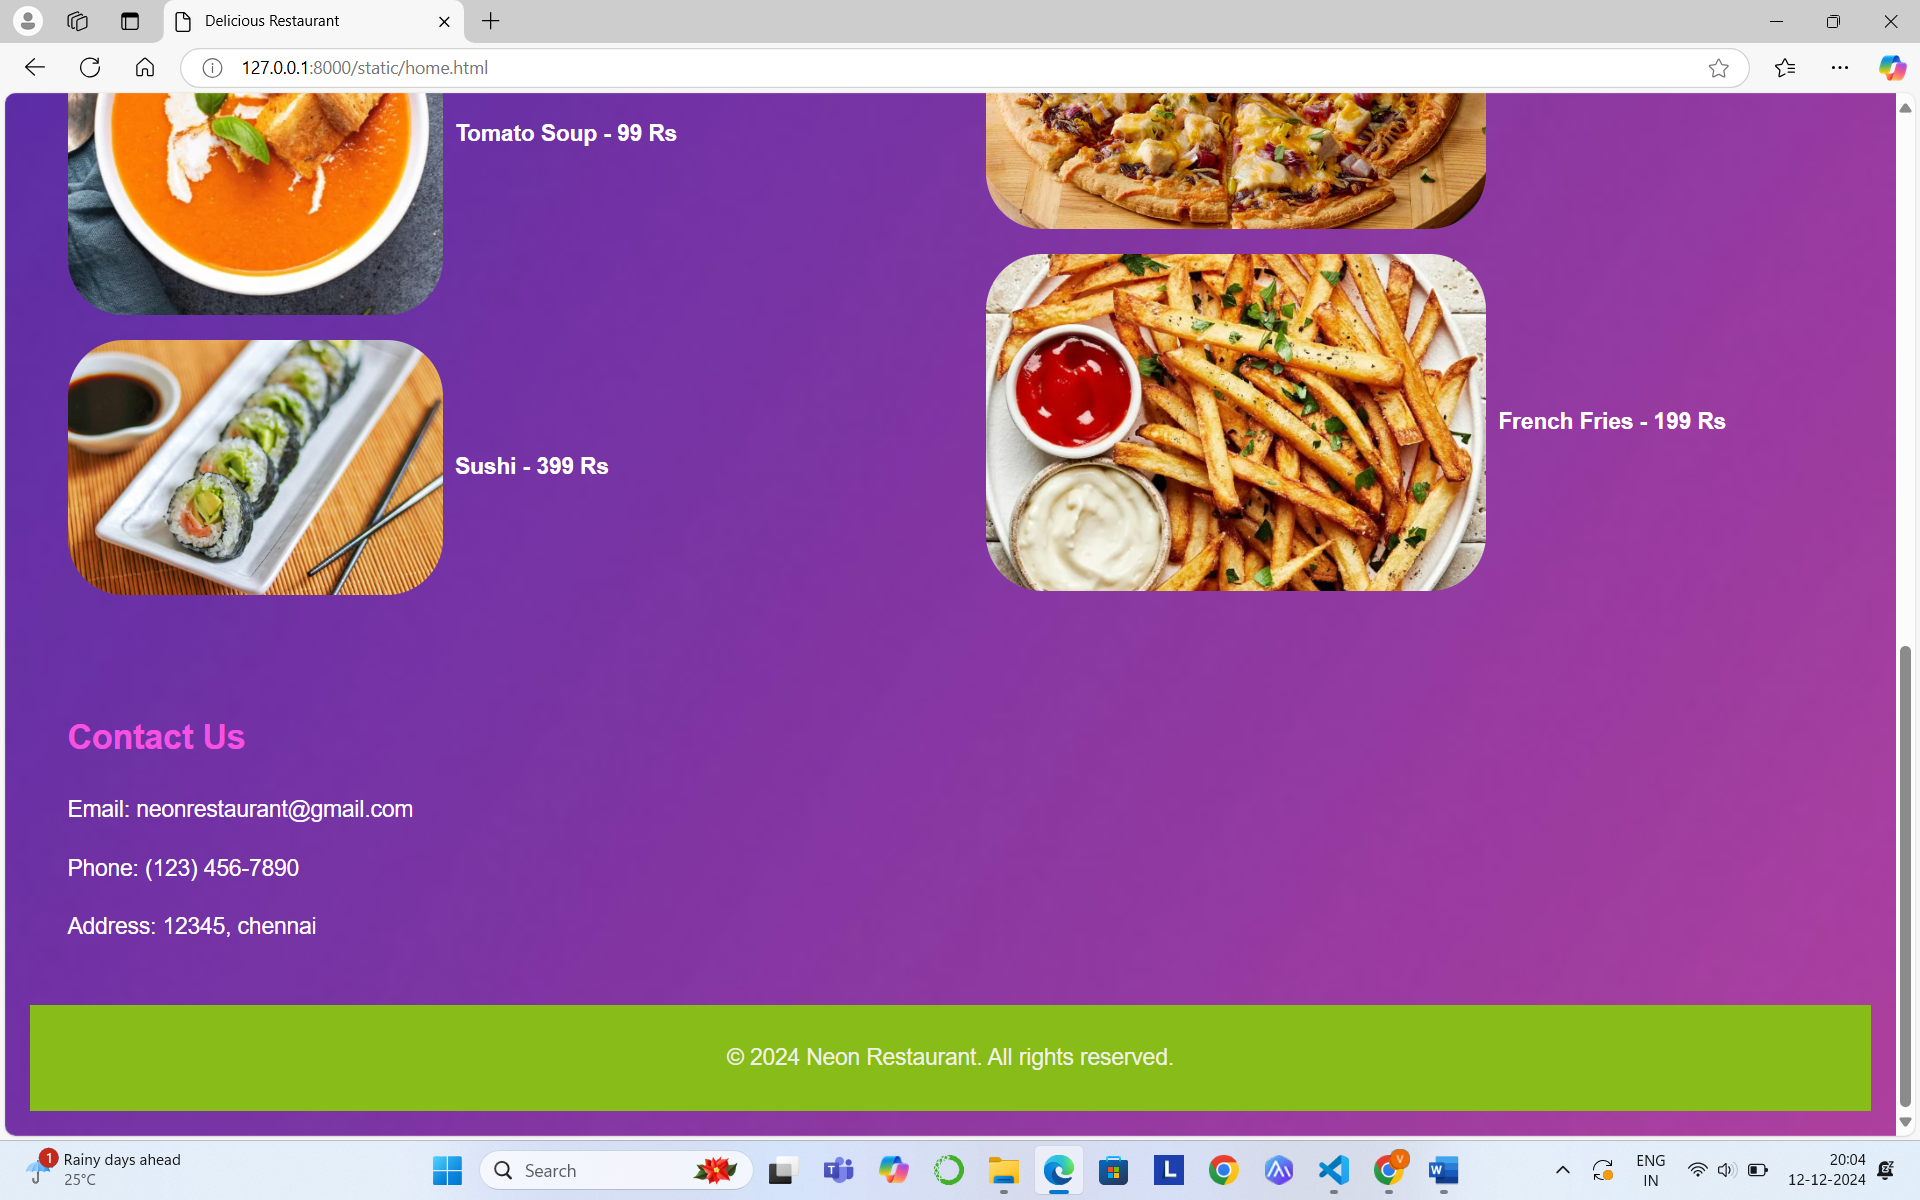 Delicious Restaurant
127.0.0.1:8000/static/home.html
Tomato Soup - 99 Rs
French Fries - 199 Rs
Sushi - 399 Rs
Contact Us
Email: neonrestaurant@gmail.com
Phone: (123) 456-7890
Address: 12345, chennai
© 2024 Neon Restaurant. All rights reserved.
1
Rainy days ahead
25°C
Search
T
L
V
W
ENG
IN
20:04
12-12-2024